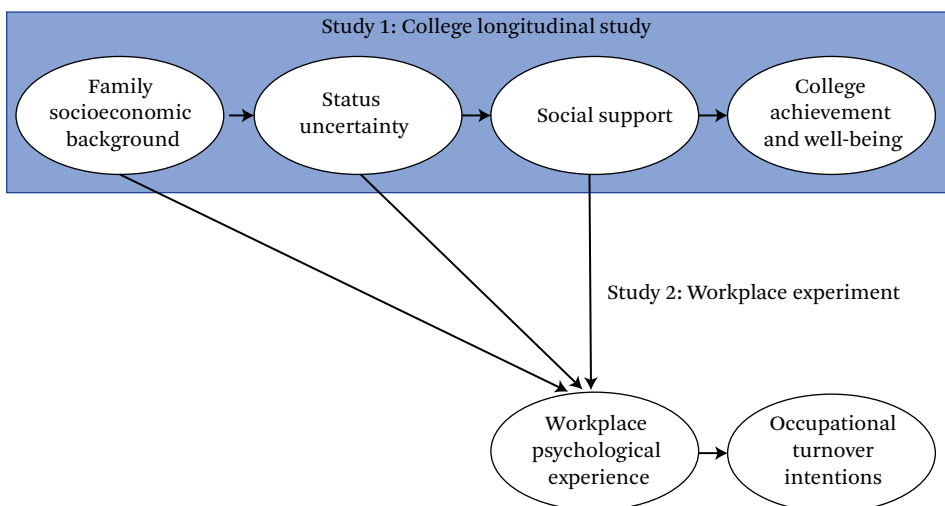 Study 1: College longitudinal study
Family
socioeconomic
background
Status
uncertainty
Social support
College
achievement
and well-being
Study 2: Workplace experiment
Workplace
psychological
experience
Occupational
turnover
intentions